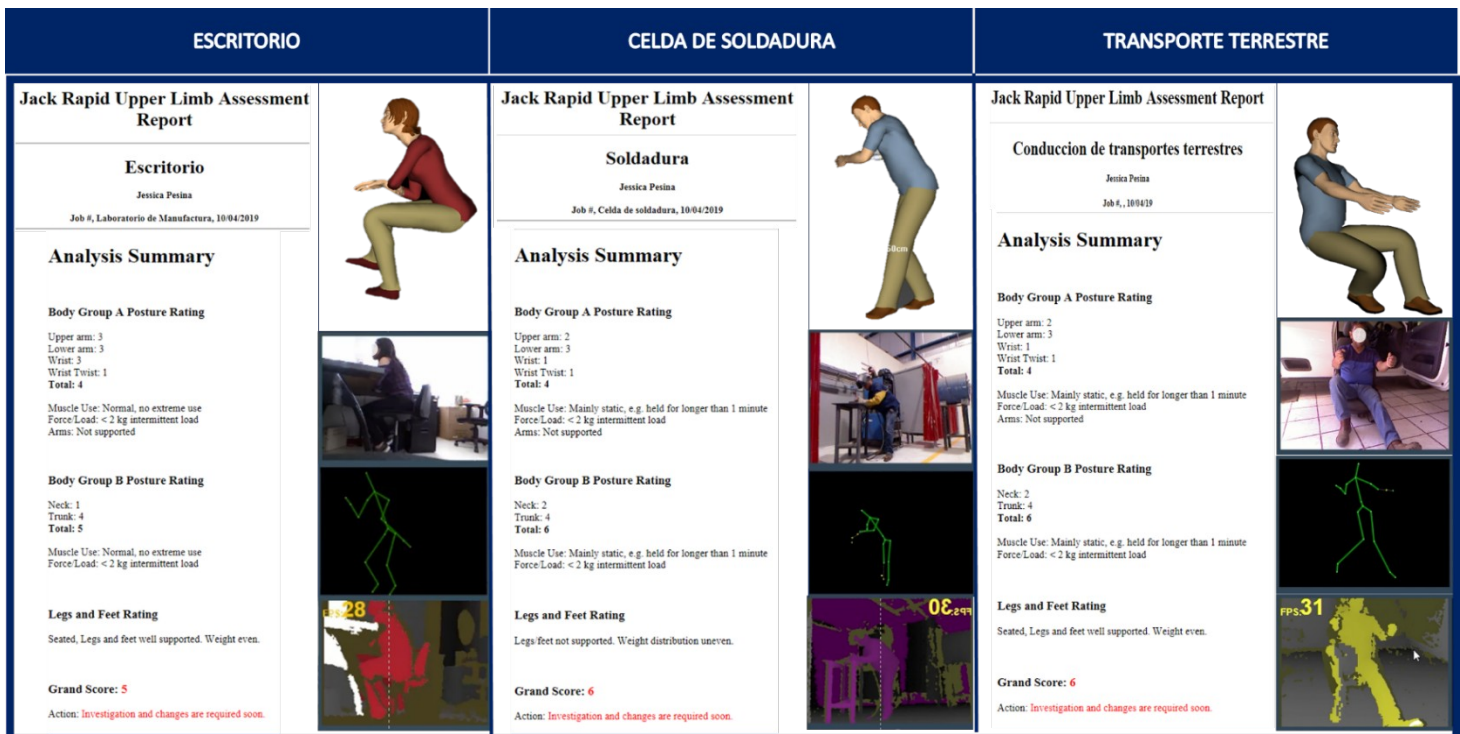 ESCRITORIO
CELDA DE SOLDADURA
TRANSPORTE TERRESTRE
Jack Rapid Upper Limb Assessment
Report
Escritorio
Jessica Pesina
Job #, Laboratorio de Manufactura, 10/04/2019
Analysis Summary
Body Group A Posture Rating
Upper arm: 3
Lower arm: 3
Wrist: 3
Wrist Twist: 1
Total: 4
Muscle Use: Normal, no extreme use
Force/Load: < 2 kg intermittent load
Arms: Not supported
Body Group B Posture Rating
Neck: 1
Trunk: 4
Total: 5
Muscle Use: Normal, no extreme use
Force/Load: < 2 kg intermittent load
Legs and Feet Rating
Seated, Legs and feet well supported. Weight even.
Grand Score: 5
Action: Investigation and changes are required soon.
FPS:28
Jack Rapid Upper Limb Assessment
Report
Soldadura
Jessica Pesina
Job #, Celda de soldadura, 10/04/2019
Analysis Summary
Body Group A Posture Rating
Upper arm: 2
Lower arm: 3
Wrist: 1
Wrist Twist: 1
Total: 4
Muscle Use: Mainly static, e.g. held for longer than 1 minute
Force/Load: < 2 kg intermittent load
Arms: Not supported
Body Group B Posture Rating
Neck: 2
Trunk: 4
Total: 6
Muscle Use: Mainly static, e.g. held for longer than 1 minute
Force/Load: < 2 kg intermittent load
Legs and Feet Rating
Legs/feet not supported. Weight distribution uneven.
Grand Score: 6
Action: Investigation and changes are required soon.
FPS:30
Jack Rapid Upper Limb Assessment Report
Conduccion de transportes terrestres
Jessica Pesina
Job #, , 10/04/19
Analysis Summary
Body Group A Posture Rating
Upper arm: 2
Lower arm: 3
Wrist: 1
Wrist Twist: 1
Total: 4
Muscle Use: Mainly static, e.g. held for longer than 1 minute
Force/Load: < 2 kg intermittent load
Arms: Not supported
Body Group B Posture Rating
Neck: 2
Trunk: 4
Total: 6
Muscle Use: Mainly static, e.g. held for longer than 1 minute
Force/Load: < 2 kg intermittent load
Legs and Feet Rating
Seated, Legs and feet well supported. Weight even.
Grand Score: 6
Action: Investigation and changes are required soon.
FPS:31